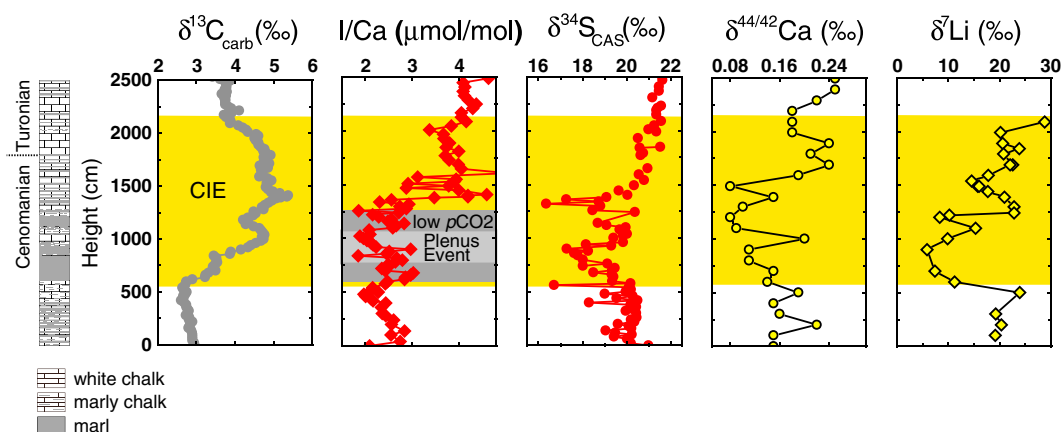 δ¹³C_carb(‰) I/Ca (μmol/mol) δ³⁴S_CAS(‰) δ⁴⁴/⁴²Ca (‰) δ⁷Li (‰)
2 3 4 5 6 2 3 4 16 18 20 22 0.08 0.16 0.24 0 10 20 30
2500
2000
1500
1000
500
0
Height (cm)
Turonian
Cenomanian
CIE
low pCO2
Plenus
Event
white chalk
marly chalk
marl